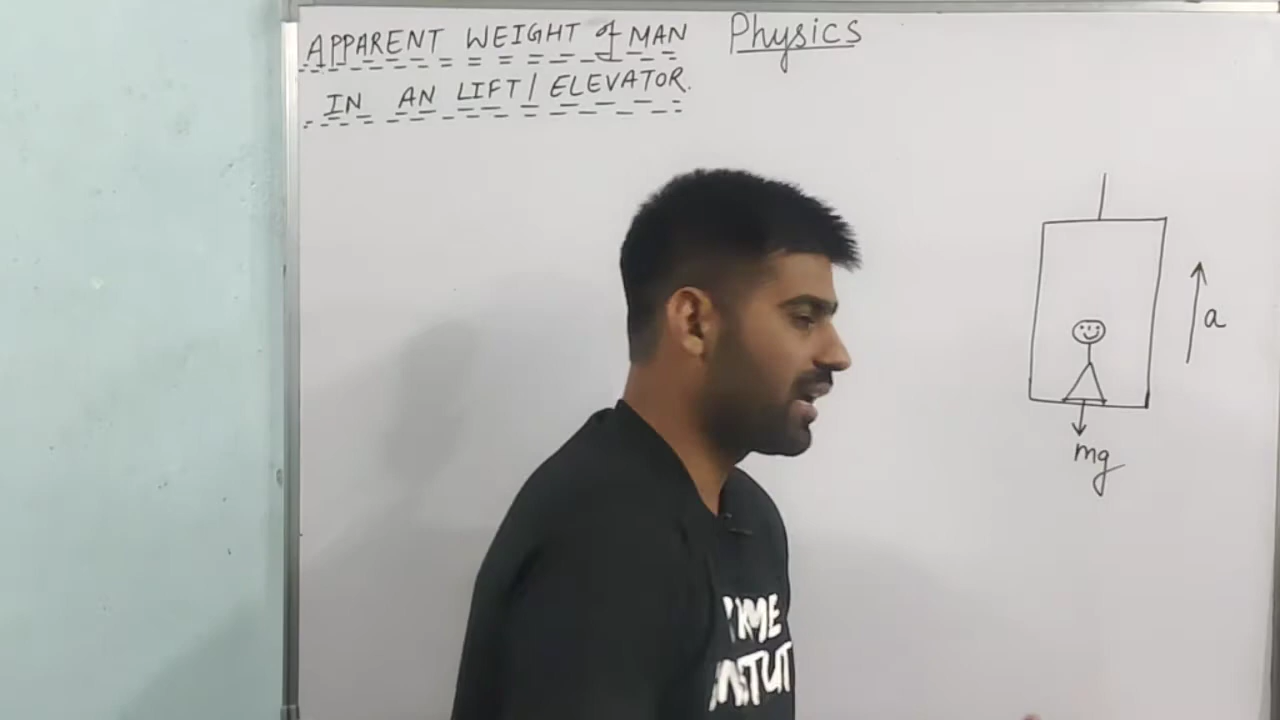 APPARENT WEIGHT of MAN Physics
IN AN LIFT/ELEVATOR.
a
mg